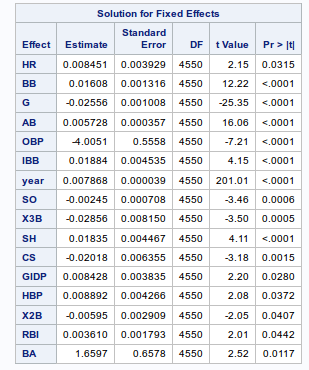 Solution for Fixed Effects
Effect Estimate Standard Error DF t Value Pr > |t|
HR 0.008451 0.003929 4550 2.15 0.0315
BB 0.01608 0.001316 4550 12.22 <.0001
G -0.02556 0.001008 4550 -25.35 <.0001
AB 0.005728 0.000357 4550 16.06 <.0001
OBP -4.0051 0.5558 4550 -7.21 <.0001
IBB 0.01884 0.004535 4550 4.15 <.0001
year 0.007868 0.000039 4550 201.01 <.0001
SO -0.00245 0.000708 4550 -3.46 0.0006
X3B -0.02856 0.008150 4550 -3.50 0.0005
SH 0.01835 0.004467 4550 4.11 <.0001
CS -0.02018 0.006355 4550 -3.18 0.0015
GIDP 0.008428 0.003835 4550 2.20 0.0280
HBP 0.008892 0.004266 4550 2.08 0.0372
X2B -0.00595 0.002909 4550 -2.05 0.0407
RBI 0.003610 0.001793 4550 2.01 0.0442
BA 1.6597 0.6578 4550 2.52 0.0117